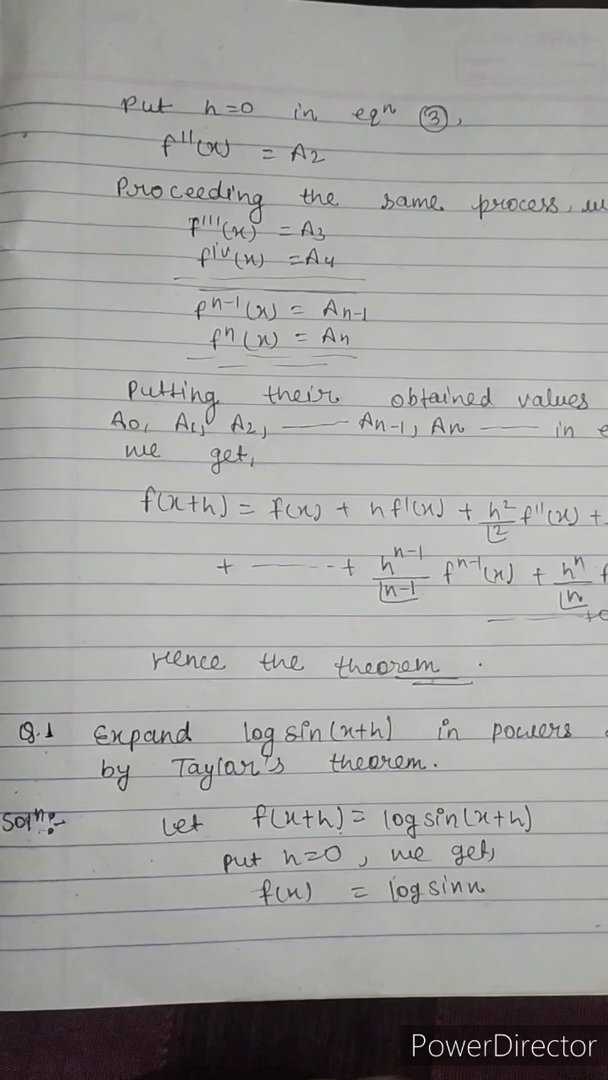 Put h=0 in eqn ③,
f''(x) = A2
Proceeding the same process,
f'''(x) = A3
fiv(x) = A4
fn-1(x) = An-1
fn(x) = An
Putting their obtained values
A0, A1, A2, —— An-1, An —— in
we get,
f(x+h) = f(x) + hf'(x) + h²/⌊2 f''(x) +
+ ------- + hn-1/⌊n-1 fn-1(x) + hn/⌊n f
Hence the theorem.
Q.1 Expand log sin(x+h) in powers
by Taylor's theorem.
Soln:- Let f(x+h) = log sin(x+h)
put h=0, we get,
f(x) = log sinx
PowerDirector